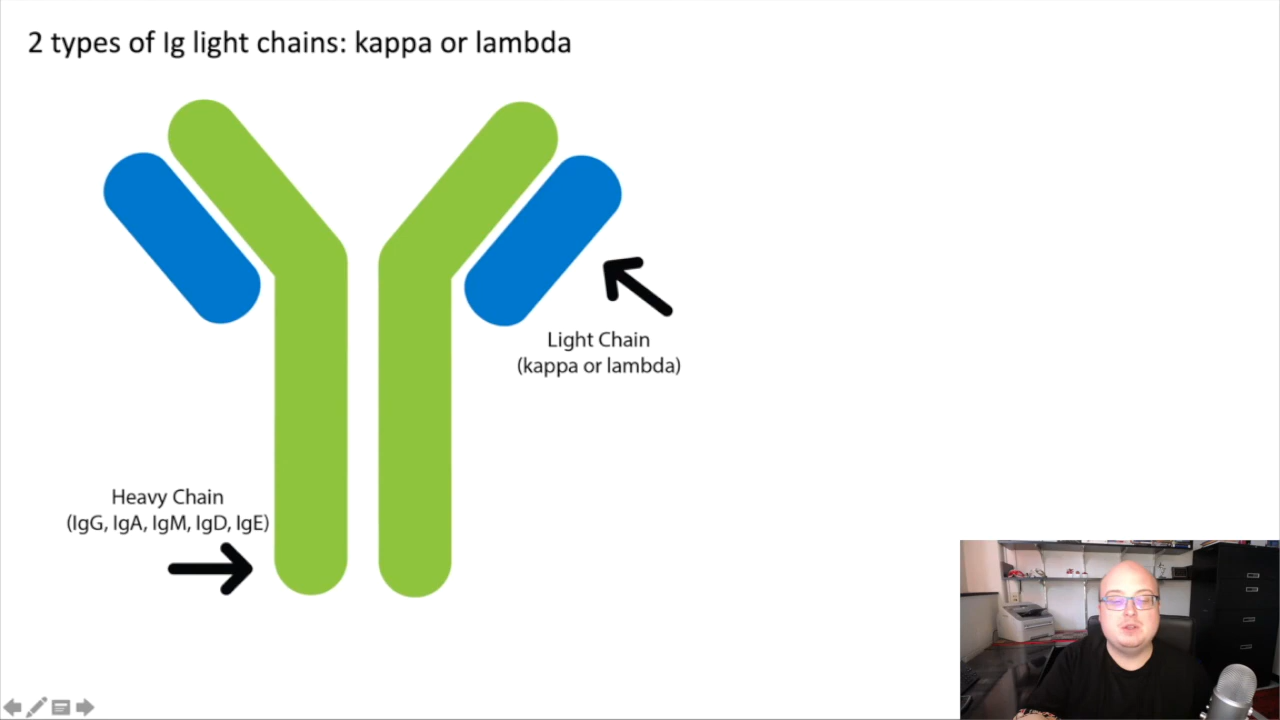 2 types of Ig light chains: kappa or lambda
Light Chain
(kappa or lambda)
Heavy Chain
(IgG, IgA, IgM, IgD, IgE)